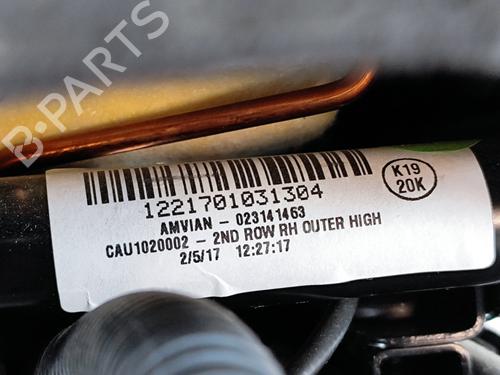 B-PARTS
1221701031304
AMVIAN - 023141463
CAU1020002 - 2ND ROW RH OUTER HIGH
2/5/17 12:27:17
K19
20K